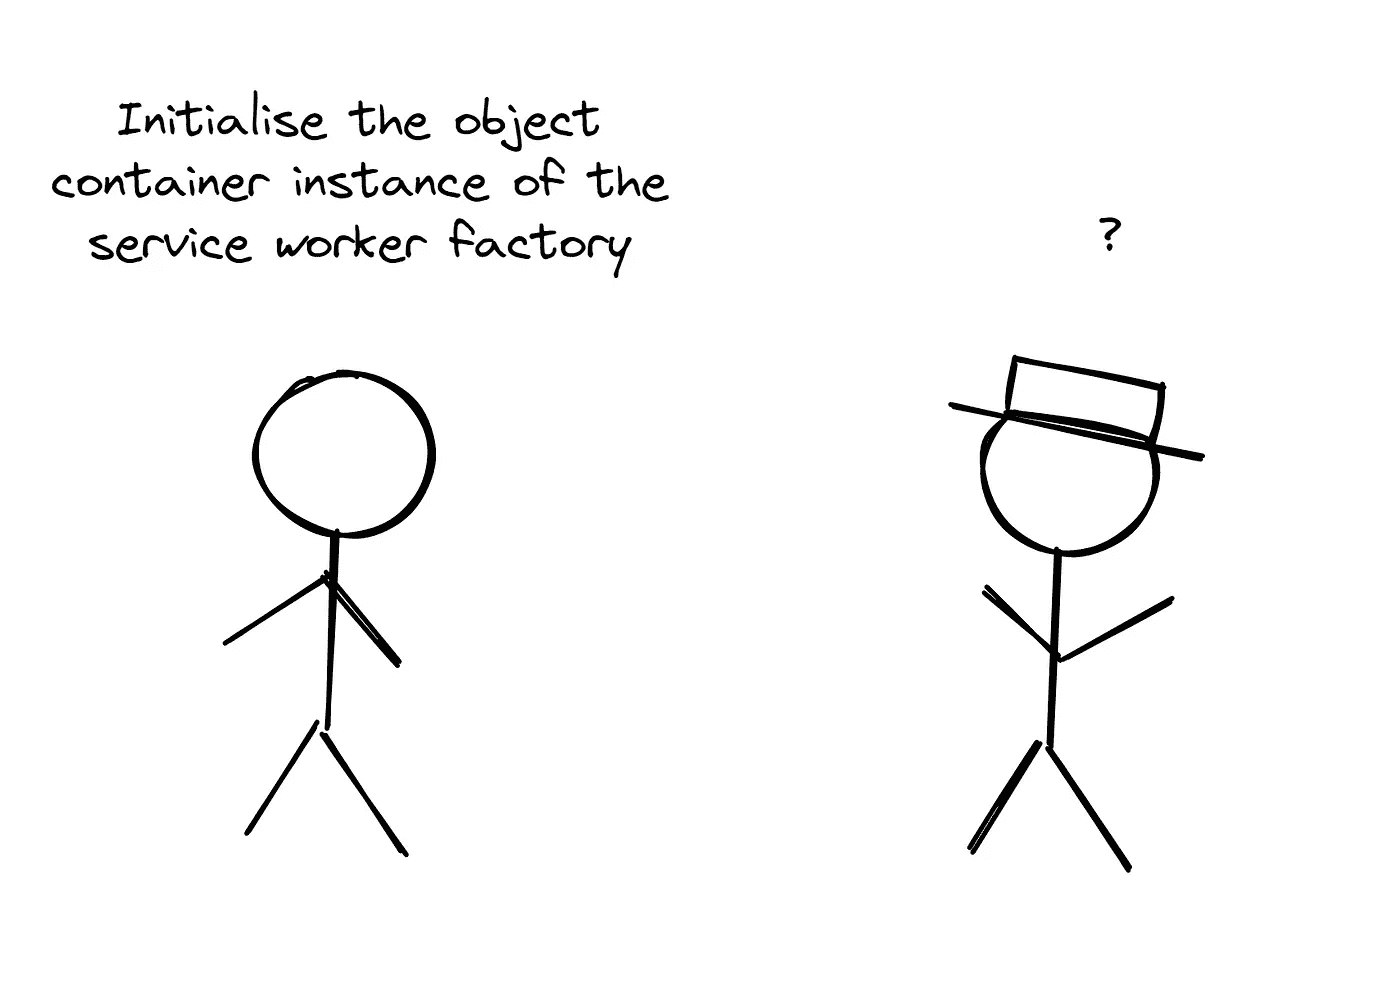 Initialise the object
container instance of the
service worker factory
?